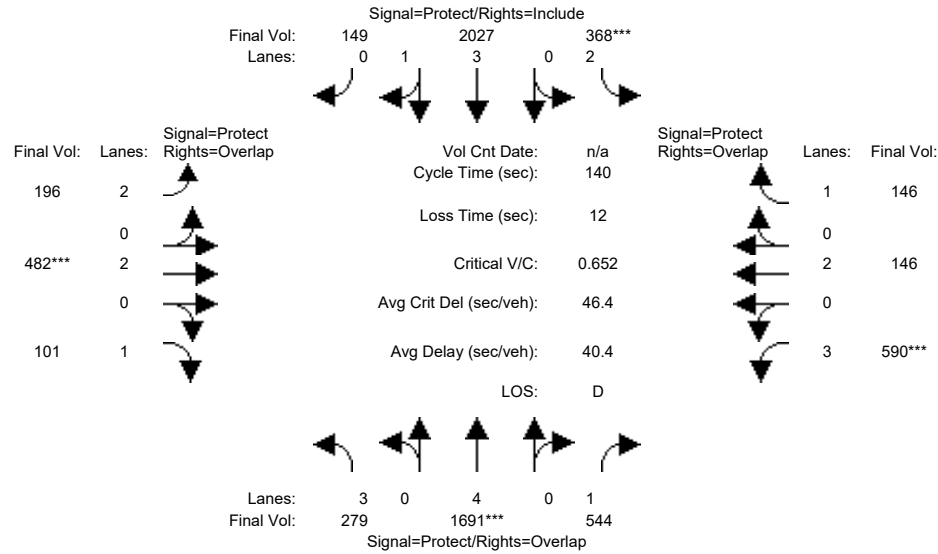 Signal=Protect/Rights=Include
Final Vol: 149 2027 368***
Lanes: 0 1 3 0 2
Signal=Protect Signal=Protect
Final Vol: Lanes: Rights=Overlap Vol Cnt Date: n/a Rights=Overlap Lanes: Final Vol:
Cycle Time (sec): 140
196 2 1 146
Loss Time (sec): 12
0 0
482*** 2 Critical V/C: 0.652 2 146
0 Avg Crit Del (sec/veh): 46.4 0
101 1 Avg Delay (sec/veh): 40.4 3 590***
LOS: D
Lanes: 3 0 4 0 1
Final Vol: 279 1691*** 544
Signal=Protect/Rights=Overlap